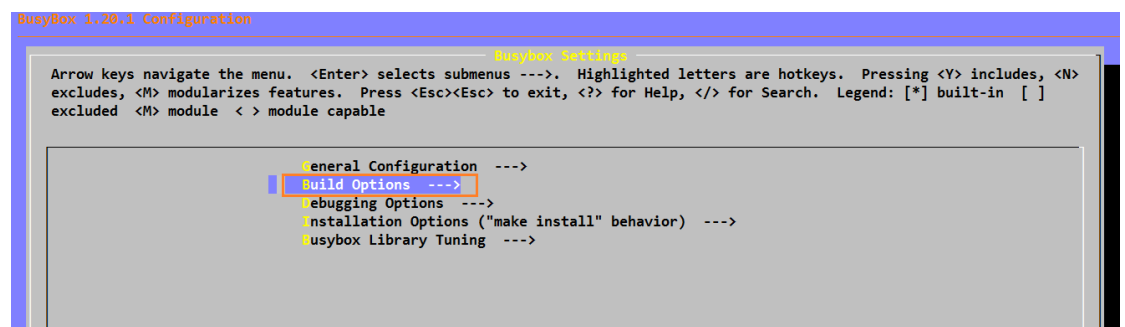 BusyBox 1.20.1 Configuration
Busybox Settings
Arrow keys navigate the menu.  <Enter> selects submenus --->.  Highlighted letters are hotkeys.  Pressing <Y> includes, <N>
excludes, <M> modularizes features.  Press <Esc><Esc> to exit, <?> for Help, </> for Search.  Legend: [*] built-in  [ ]
excluded  <M> module  < > module capable
General Configuration  --->
Build Options  --->
Debugging Options  --->
Installation Options ("make install" behavior)  --->
Busybox Library Tuning  --->